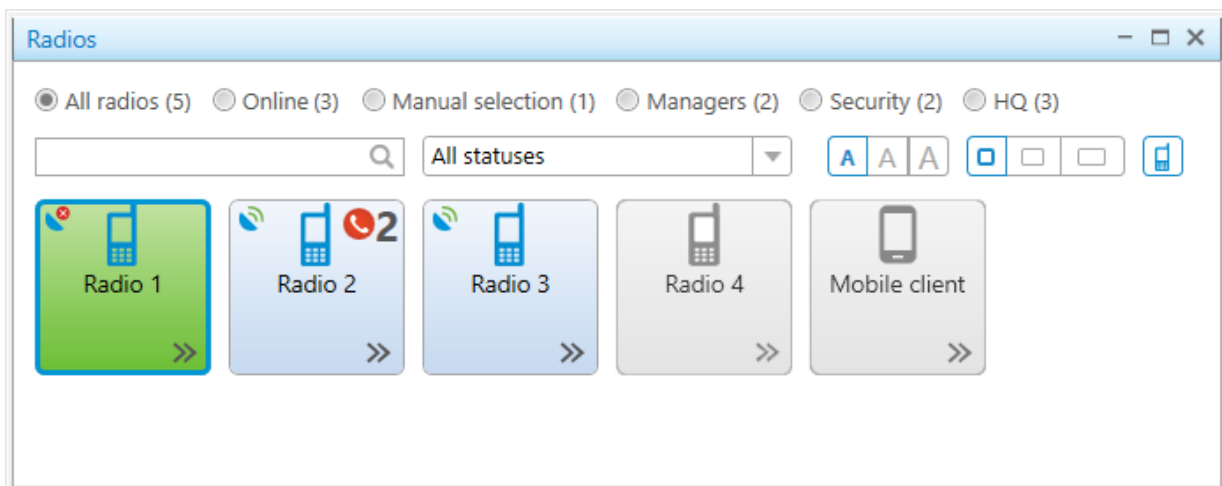 Radios
All radios (5) Online (3) Manual selection (1) Managers (2) Security (2) HQ (3)
All statuses A A A
2
Radio 1 Radio 2 Radio 3 Radio 4 Mobile client